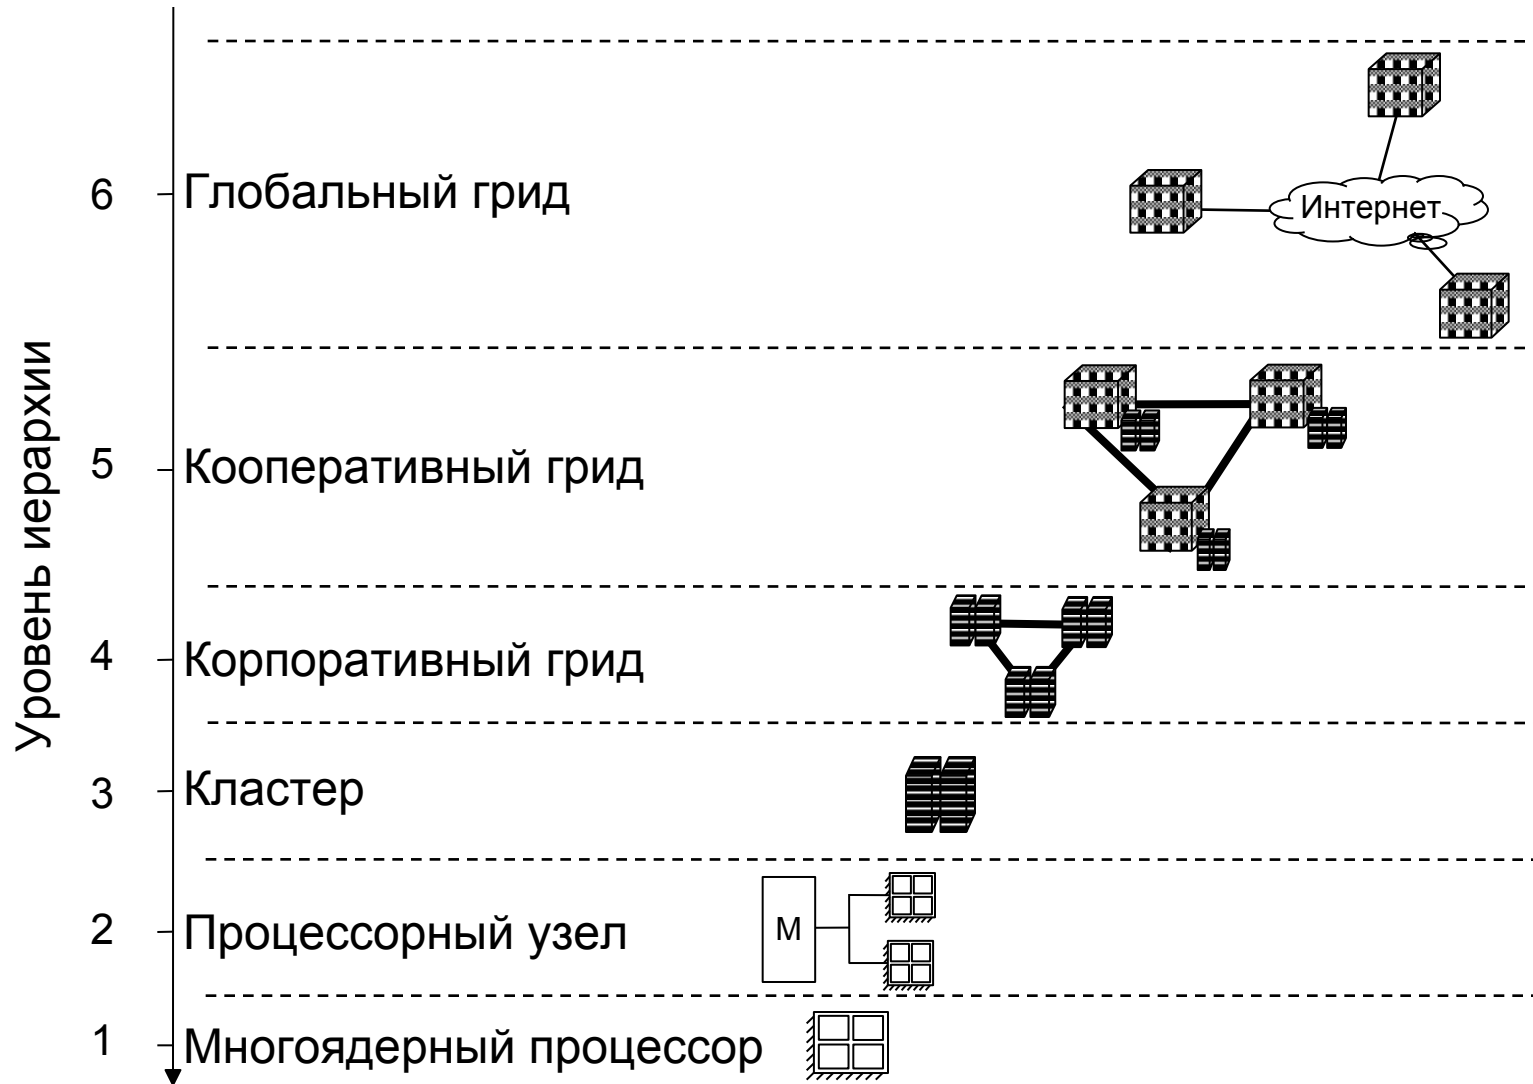 6 Глобальный грид
Интернет
5 Кооперативный грид
4 Корпоративный грид
3 Кластер
2 Процессорный узел
М
1 Многоядерный процессор
Уровень иерархии